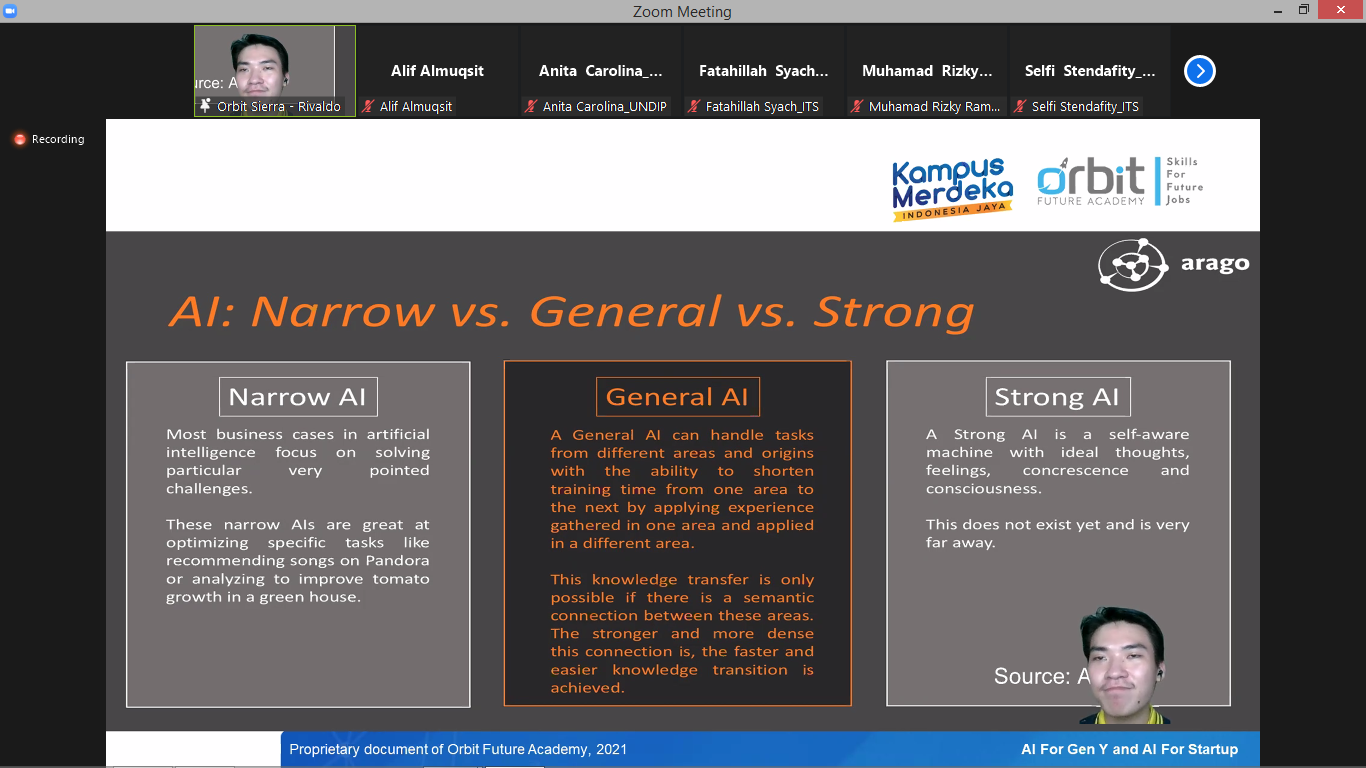 Zoom Meeting
urce: A
Orbit Sierra - Rivaldo
Alif Almuqsit
Alif Almuqsit
Anita Carolina_...
Anita Carolina_UNDIP
Fatahillah Syach...
Fatahillah Syach_ITS
Muhamad Rizky...
Muhamad Rizky Ram...
Selfi Stendafity_...
Selfi Stendafity_ITS
Recording
Kampus
Merdeka
INDONESIA JAYA
orbit
FUTURE ACADEMY
Skills
For
Future
Jobs
arago
AI: Narrow vs. General vs. Strong
Narrow AI
Most business cases in artificial
intelligence focus on solving
particular very pointed
challenges.
These narrow AIs are great at
optimizing specific tasks like
recommending songs on Pandora
or analyzing to improve tomato
growth in a green house.
General AI
A General AI can handle tasks
from different areas and origins
with the ability to shorten
training time from one area to
the next by applying experience
gathered in one area and applied
in a different area.
This knowledge transfer is only
possible if there is a semantic
connection between these areas.
The stronger and more dense
this connection is, the faster and
easier knowledge transition is
achieved.
Strong AI
A Strong AI is a self-aware
machine with ideal thoughts,
feelings, concrescence and
consciousness.
This does not exist yet and is very
far away.
Source: A
Proprietary document of Orbit Future Academy, 2021
AI For Gen Y and AI For Startup